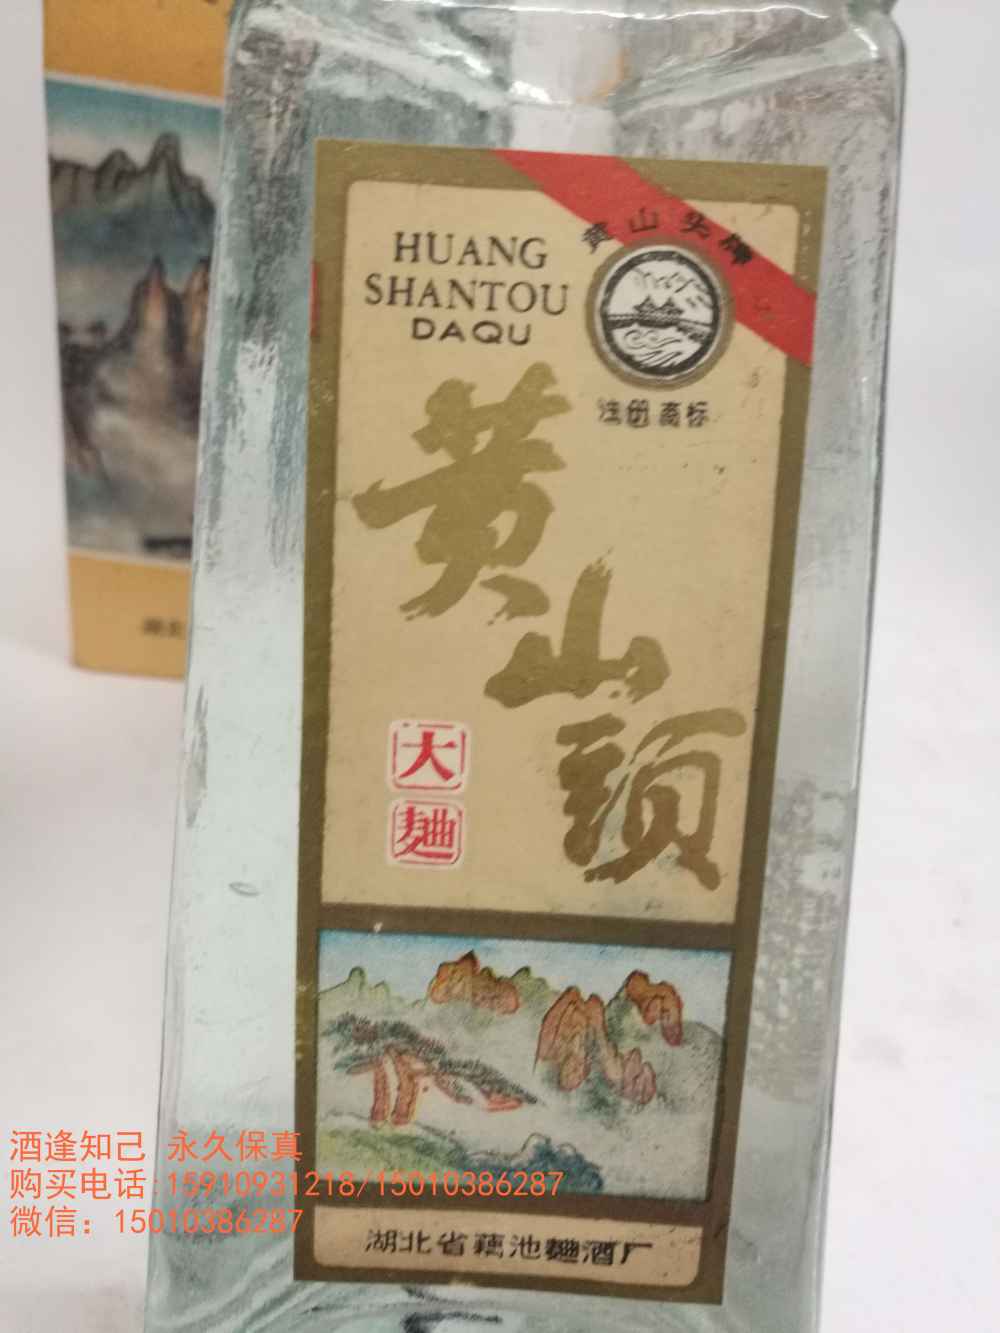 黄山头牌
HUANG
SHANTOU
DAQU
注册商标
黄山頭
大
麯
酒逢知己 永久保真
购买电话:15910931218/15010386287
微信：15010386287
湖北省藕池麯酒厂